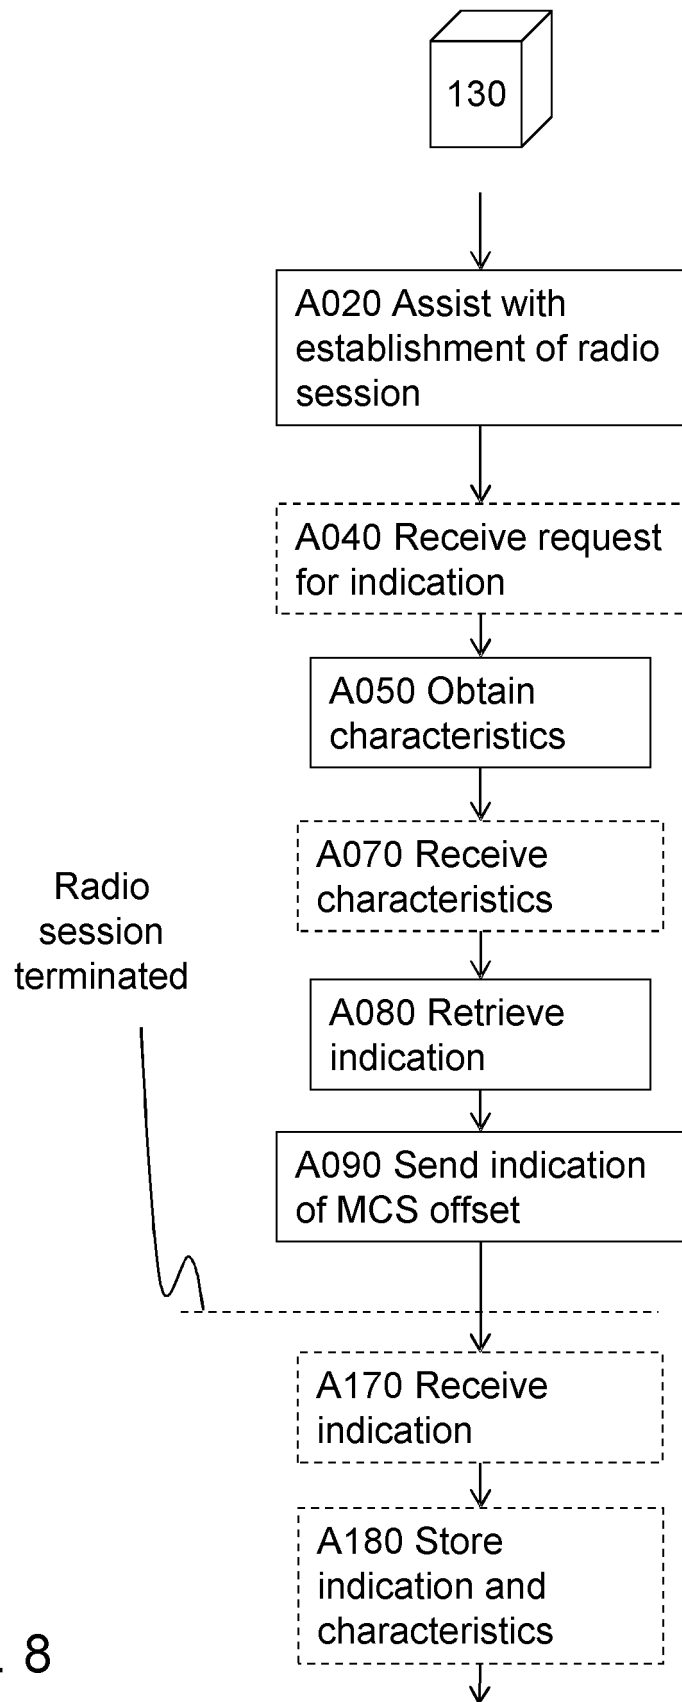 130
A020 Assist with
establishment of radio
session
A040 Receive request
for indication
A050 Obtain
characteristics
A070 Receive
characteristics
Radio
session
terminated
A080 Retrieve
indication
A090 Send indication
of MCS offset
A170 Receive
indication
A180 Store
indication and
characteristics
. 8